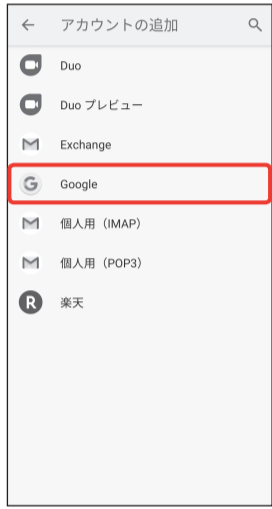 アカウントの追加
Duo
Duo プレビュー
Exchange
Google
個人用（IMAP）
個人用（POP3）
楽天